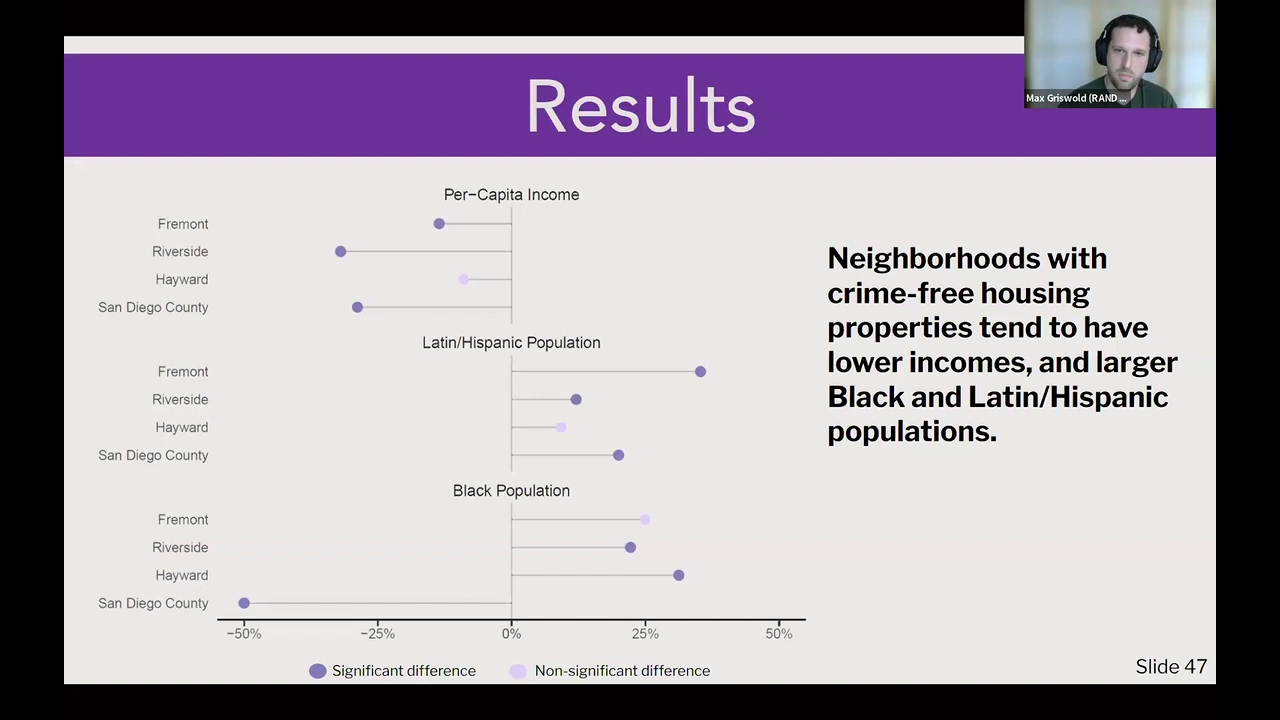 Results
Max Griswold (RAND ...
Per−Capita Income
Fremont
Riverside
Hayward
San Diego County
Latin/Hispanic Population
Fremont
Riverside
Hayward
San Diego County
Black Population
Fremont
Riverside
Hayward
San Diego County
−50%
−25%
0%
25%
50%
Significant difference
Non-significant difference
Neighborhoods with
crime-free housing
properties tend to have
lower incomes, and larger
Black and Latin/Hispanic
populations.
Slide 47